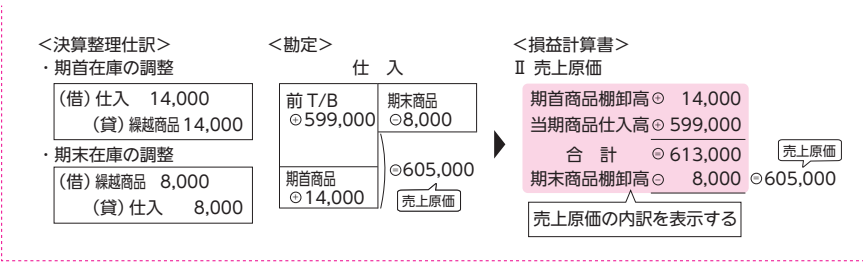 <決算整理仕訳>
・期首在庫の調整
(借)仕入 14,000
(貸)繰越商品14,000
・期末在庫の調整
(借)繰越商品 8,000
(貸)仕入 8,000
<勘定>
仕 入
前T/B
⊕599,000
期末商品
⊖8,000
期首商品
⊕14,000
⊜605,000
売上原価
<損益計算書>
Ⅱ 売上原価
期首商品棚卸高⊕ 14,000
当期商品仕入高⊕ 599,000
合 計 ⊜ 613,000
期末商品棚卸高⊖ 8,000 ⊜605,000
売上原価
売上原価の内訳を表示する